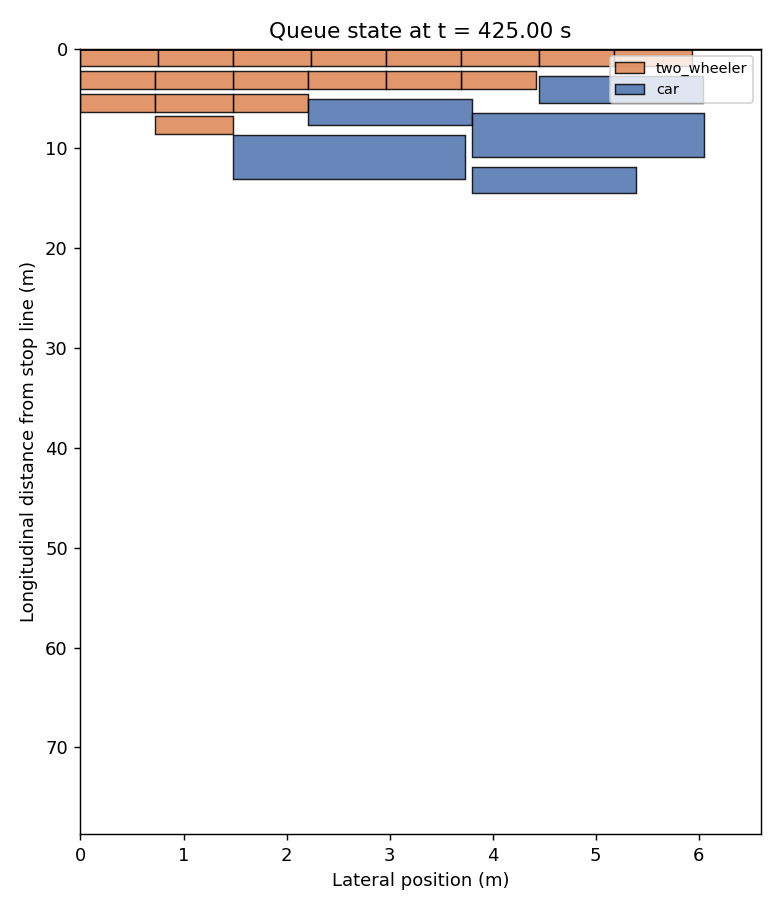 Queue state at t = 425.00 s
two_wheeler
car
Longitudinal distance from stop line (m)
0
10
20
30
40
50
60
70
0 1 2 3 4 5 6
Lateral position (m)